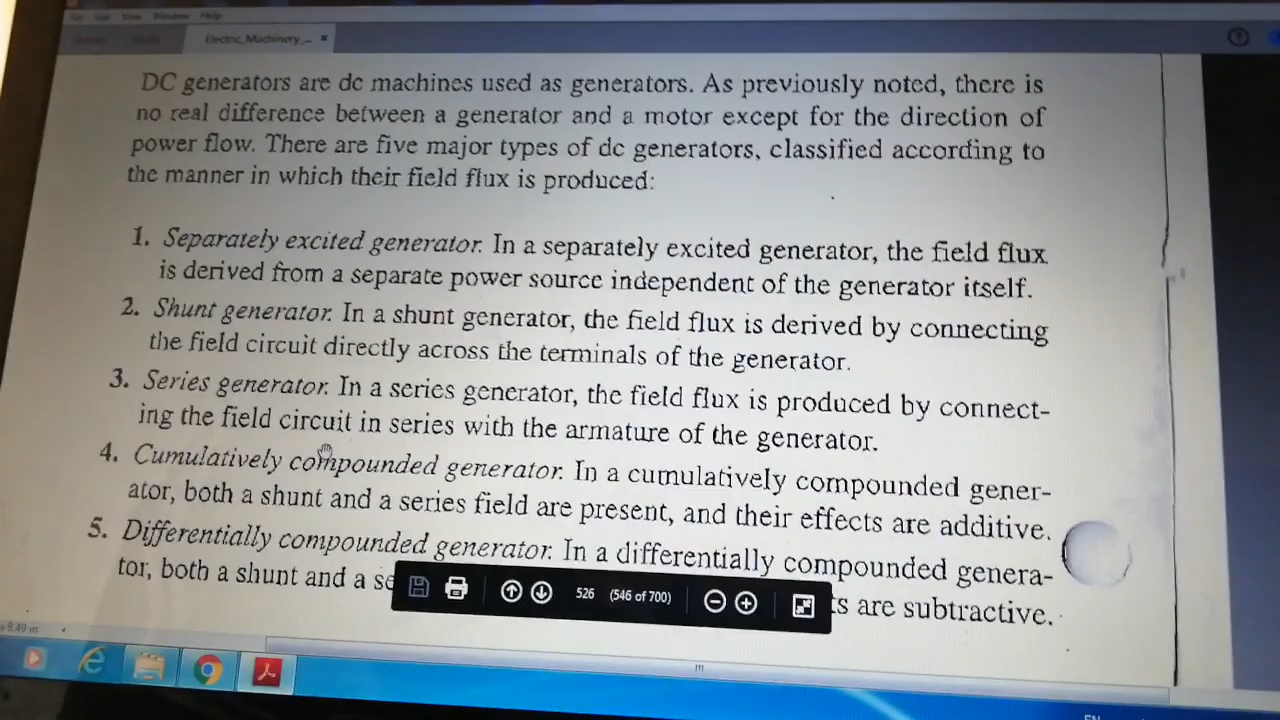 View Window Help
Electric_Machinery_... ×
DC generators are dc machines used as generators. As previously noted, there is
no real difference between a generator and a motor except for the direction of
power flow. There are five major types of dc generators, classified according to
the manner in which their field flux is produced:
1. Separately excited generator. In a separately excited generator, the field flux
is derived from a separate power source independent of the generator itself.
2. Shunt generator. In a shunt generator, the field flux is derived by connecting
the field circuit directly across the terminals of the generator.
3. Series generator. In a series generator, the field flux is produced by connect-
ing the field circuit in series with the armature of the generator.
4. Cumulatively compounded generator. In a cumulatively compounded gener-
ator, both a shunt and a series field are present, and their effects are additive.
5. Differentially compounded generator. In a differentially compounded genera-
tor, both a shunt and a se ts are subtractive.
526 (546 of 700)
8.49 in